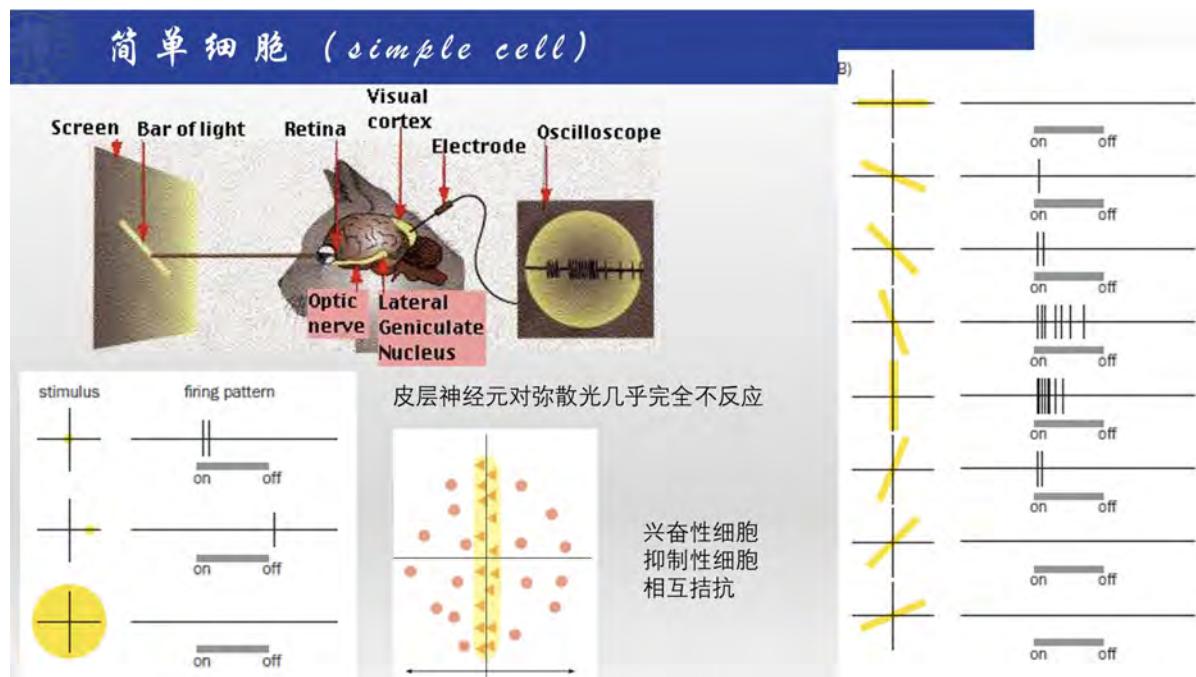 简单细胞 (simple cell)
Screen
Bar of light
Retina
Visual
cortex
Electrode
Oscilloscope
Optic
nerve
Lateral
Geniculate
Nucleus
stimulus
firing pattern
on
off
on
off
on
off
皮层神经元对弥散光几乎完全不反应
兴奋性细胞
抑制性细胞
相互拮抗
B)
on
off
on
off
on
off
on
off
on
off
on
off
on
off
on
off